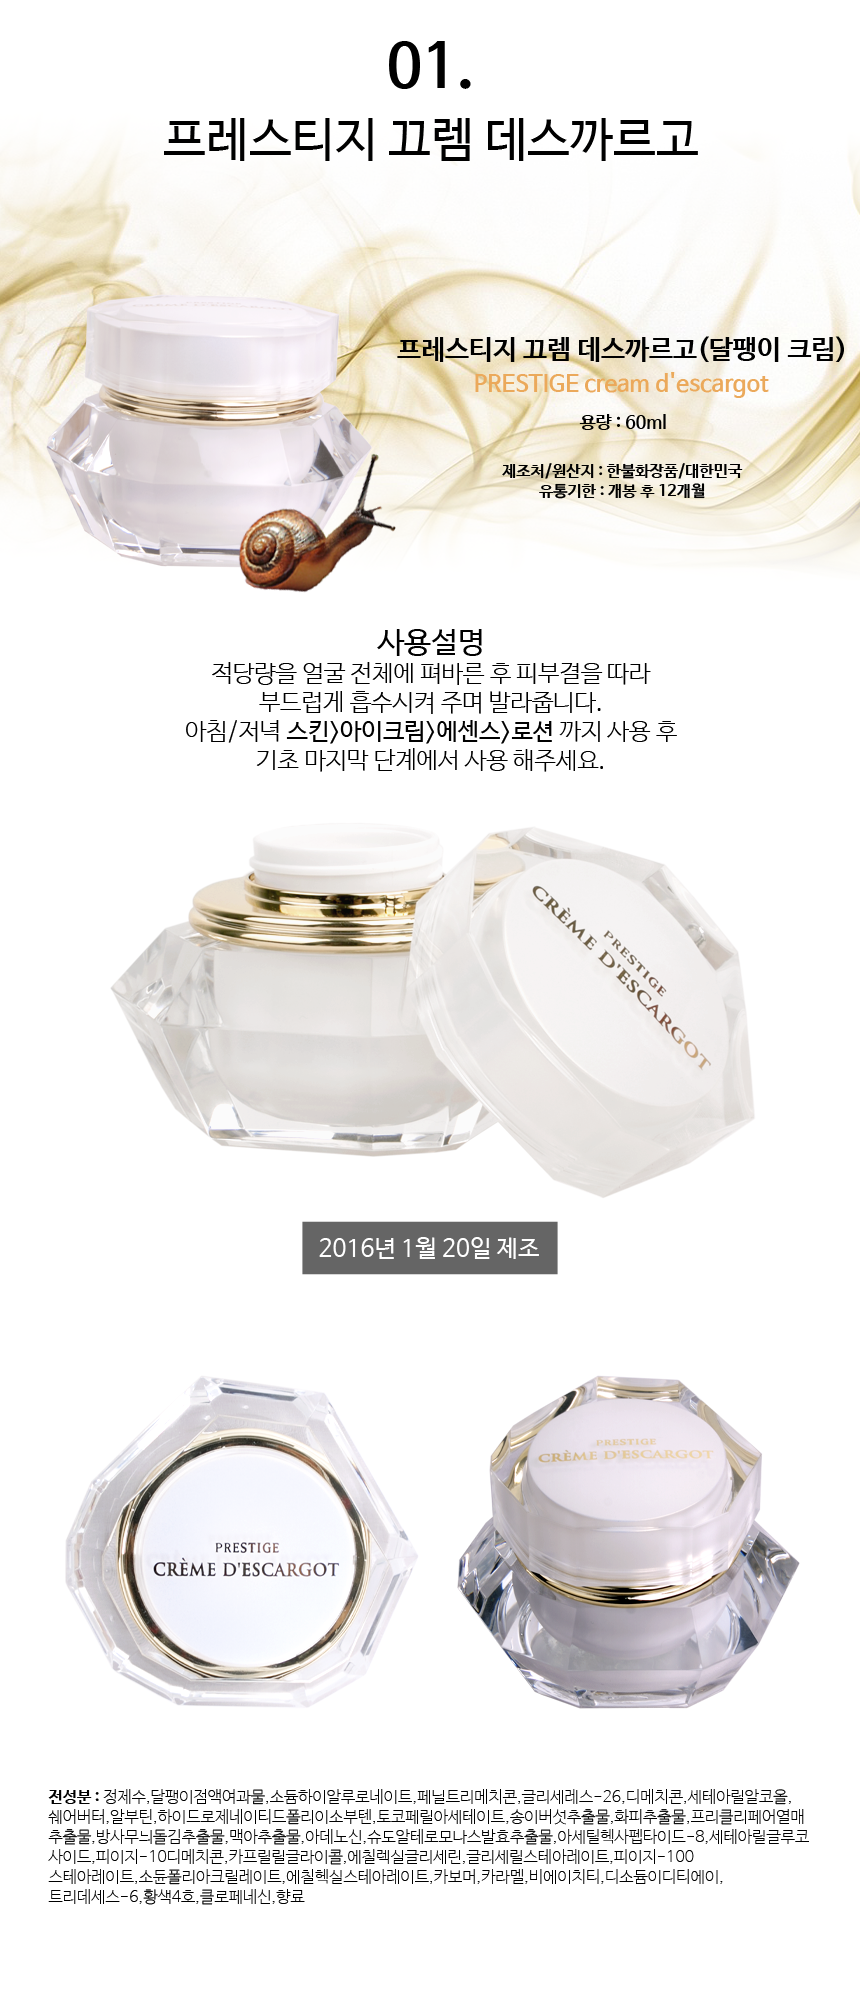 01.
프레스티지 끄렘 데스까르고
프레스티지 끄렘 데스까르고(달팽이 크림)
PRESTIGE cream d'escargot
용량 : 60ml
제조처/원산지 : 한불화장품/대한민국
유통기한 : 개봉 후 12개월
사용설명
적당량을 얼굴 전체에 펴바른 후 피부결을 따라
부드럽게 흡수시켜 주며 발라줍니다.
아침/저녁 스킨>아이크림>에센스>로션 까지 사용 후
기초 마지막 단계에서 사용 해주세요.
PRESTIGE
CRÈME D'ESCARGOT
2016년 1월 20일 제조
PRESTIGE
CRÈME D'ESCARGOT
PRESTIGE
CRÈME D'ESCARGOT
전성분 : 정제수,달팽이점액여과물,소듐하이알루로네이트,페닐트리메치콘,글리세레스-26,디메치콘,세테아릴알코올,
쉐어버터,알부틴,하이드로제네이티드폴리이소부텐,토코페릴아세테이트,송이버섯추출물,화피추출물,프리클리페어열매
추출물,방사무늬돌김추출물,맥아추출물,아데노신,슈도알테로모나스발효추출물,아세틸헥사펩타이드-8,세테아릴글루코
사이드,피이지-10디메치콘,카프릴릴글라이콜,에칠헥실글리세린,글리세릴스테아레이트,피이지-100
스테아레이트,소듄폴리아크릴레이트,에칠헥실스테아레이트,카보머,카라멜,비에이치티,디소듐이디티에이,
트리데세스-6,황색4호,클로페네신,향료